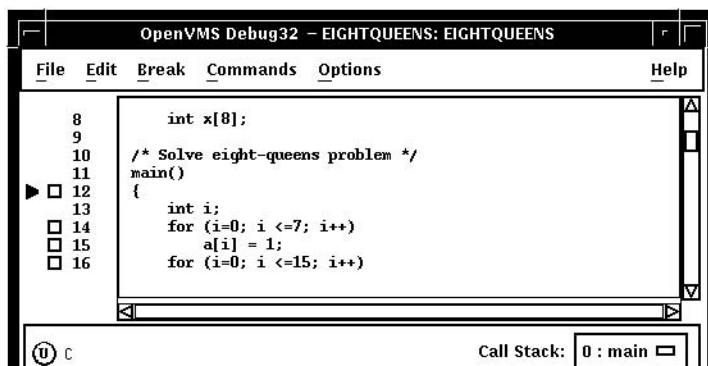 OpenVMS Debug32 – EIGHTQUEENS: EIGHTQUEENS
File Edit Break Commands Options Help
8 int x[8];
9
10 /* Solve eight-queens problem */
11 main()
12 {
13 int i;
14 for (i=0; i <=7; i++)
15 a[i] = 1;
16 for (i=0; i <=15; i++)
U C Call Stack: 0 : main